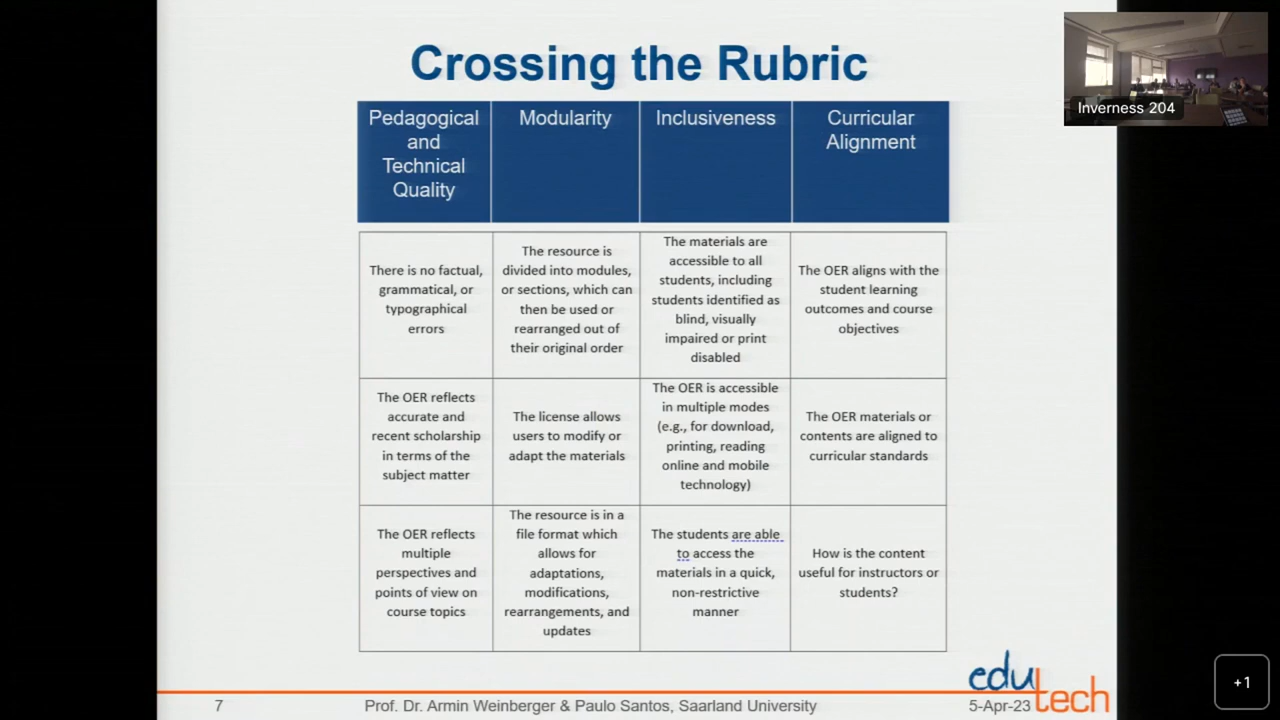 Crossing the Rubric
Inverness 204
Pedagogical
and
Technical
Quality
Modularity
Inclusiveness
Curricular
Alignment
There is no factual,
grammatical, or
typographical
errors
The resource is
divided into modules,
or sections, which can
then be used or
rearranged out of
their original order
The materials are
accessible to all
students, including
students identified as
blind, visually
impaired or print
disabled
The OER aligns with the
student learning
outcomes and course
objectives
The OER reflects
accurate and
recent scholarship
in terms of the
subject matter
The license allows
users to modify or
adapt the materials
The OER is accessible
in multiple modes
(e.g., for download,
printing, reading
online and mobile
technology)
The OER materials or
contents are aligned to
curricular standards
The OER reflects
multiple
perspectives and
points of view on
course topics
The resource is in a
file format which
allows for
adaptations,
modifications,
rearrangements, and
updates
The students are able
to access the
materials in a quick,
non-restrictive
manner
How is the content
useful for instructors or
students?
7
Prof. Dr. Armin Weinberger & Paulo Santos, Saarland University
5-Apr-23
edutech
+1